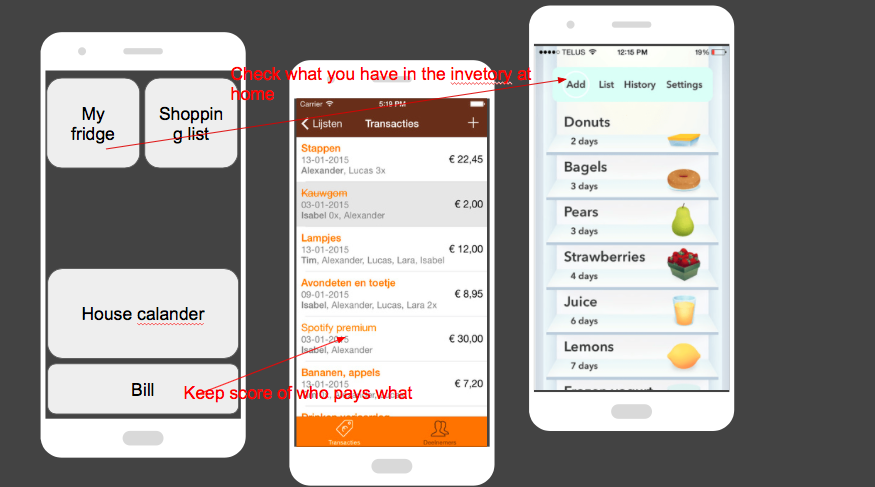 My
fridge
Shoppin
g list
House calander
Bill
Check what you have in the invetory at
home
Keep score of who pays what
Carrier 5:19 PM
Lijsten Transacties +
Stappen
13-01-2015
Alexander, Lucas 3x
€ 22,45
Kauwgom
03-01-2015
Isabel 0x, Alexander
€ 2,00
Lampjes
13-01-2015
Tim, Alexander, Lucas, Lara, Isabel
€ 12,00
Avondeten en toetje
09-01-2015
Isabel, Alexander, Lucas, Lara 2x
€ 8,95
Spotify premium
03-01-2015
Isabel, Alexander
€ 30,00
Bananen, appels
13-01-2015
€ 7,20
Transacties
Deelnemers
TELUS 12:15 PM 19%
Add List History Settings
Donuts
2 days
Bagels
3 days
Pears
3 days
Strawberries
4 days
Juice
6 days
Lemons
7 days
Frozen yogurt